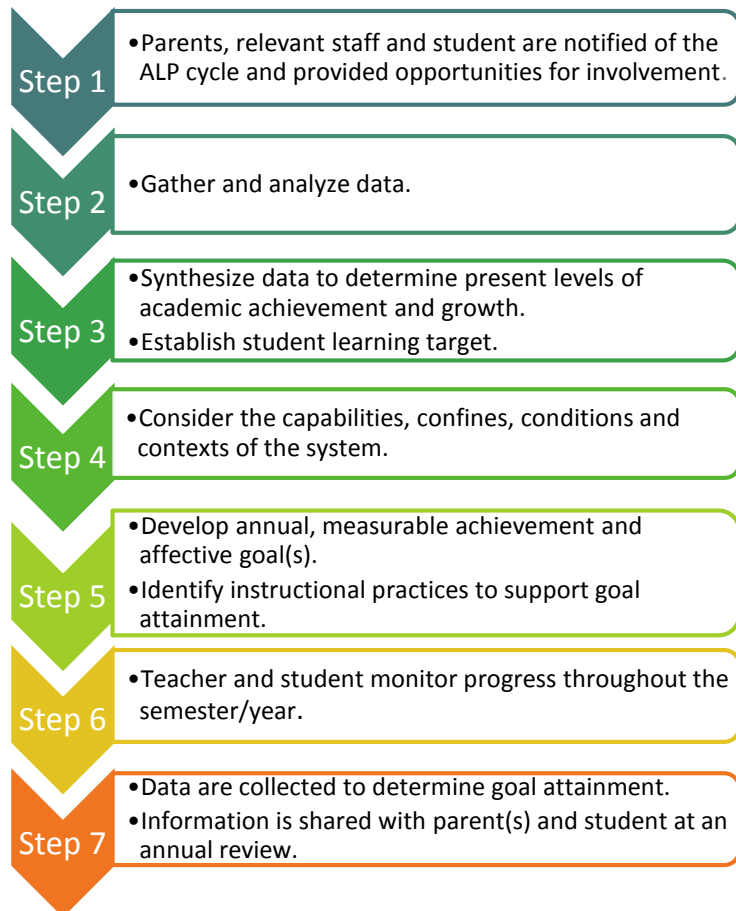 Step 1
•Parents, relevant staff and student are notified of the
ALP cycle and provided opportunities for involvement.
Step 2
•Gather and analyze data.
Step 3
•Synthesize data to determine present levels of
academic achievement and growth.
•Establish student learning target.
Step 4
•Consider the capabilities, confines, conditions and
contexts of the system.
Step 5
•Develop annual, measurable achievement and
affective goal(s).
•Identify instructional practices to support goal
attainment.
Step 6
•Teacher and student monitor progress throughout the
semester/year.
Step 7
•Data are collected to determine goal attainment.
•Information is shared with parent(s) and student at an
annual review.